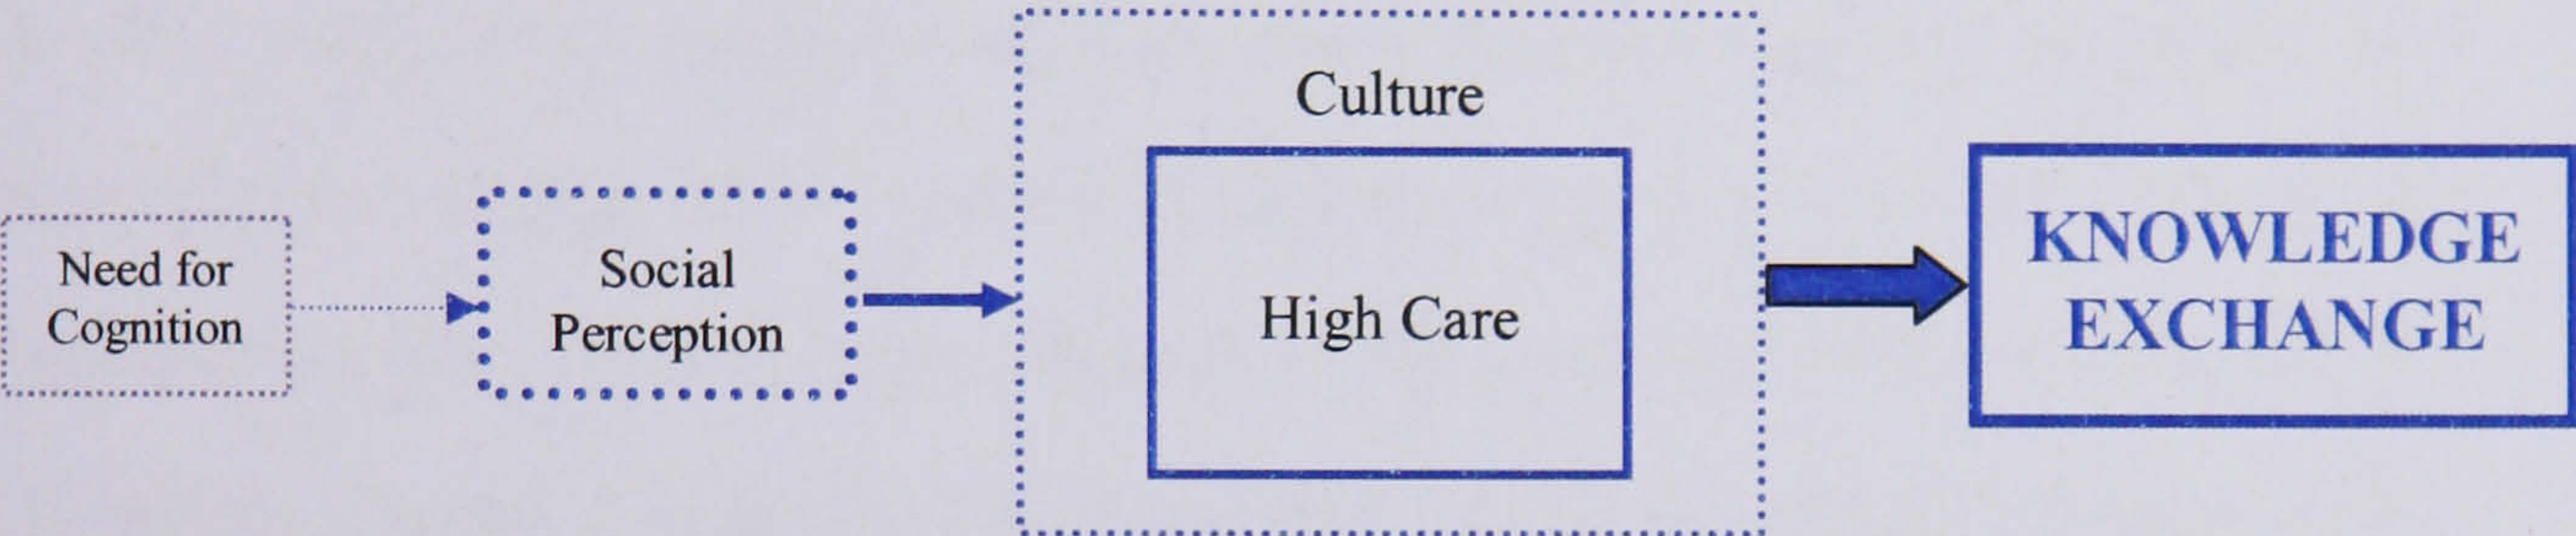 Need for
Cognition
Social
Perception
Culture
High Care
KNOWLEDGE
EXCHANGE